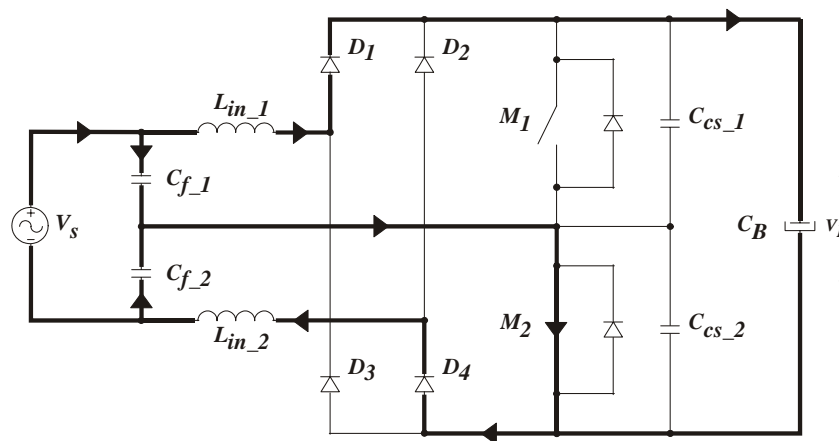 D1
D2
Lin_1
M1
Ccs_1
Cf_1
+
Vs
-
CB
Cf_2
Lin_2
M2
Ccs_2
D3
D4